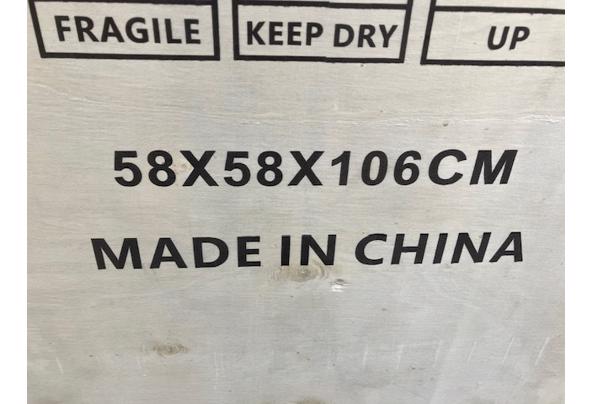 FRAGILE KEEP DRY UP
58X58X106CM
MADE IN CHINA